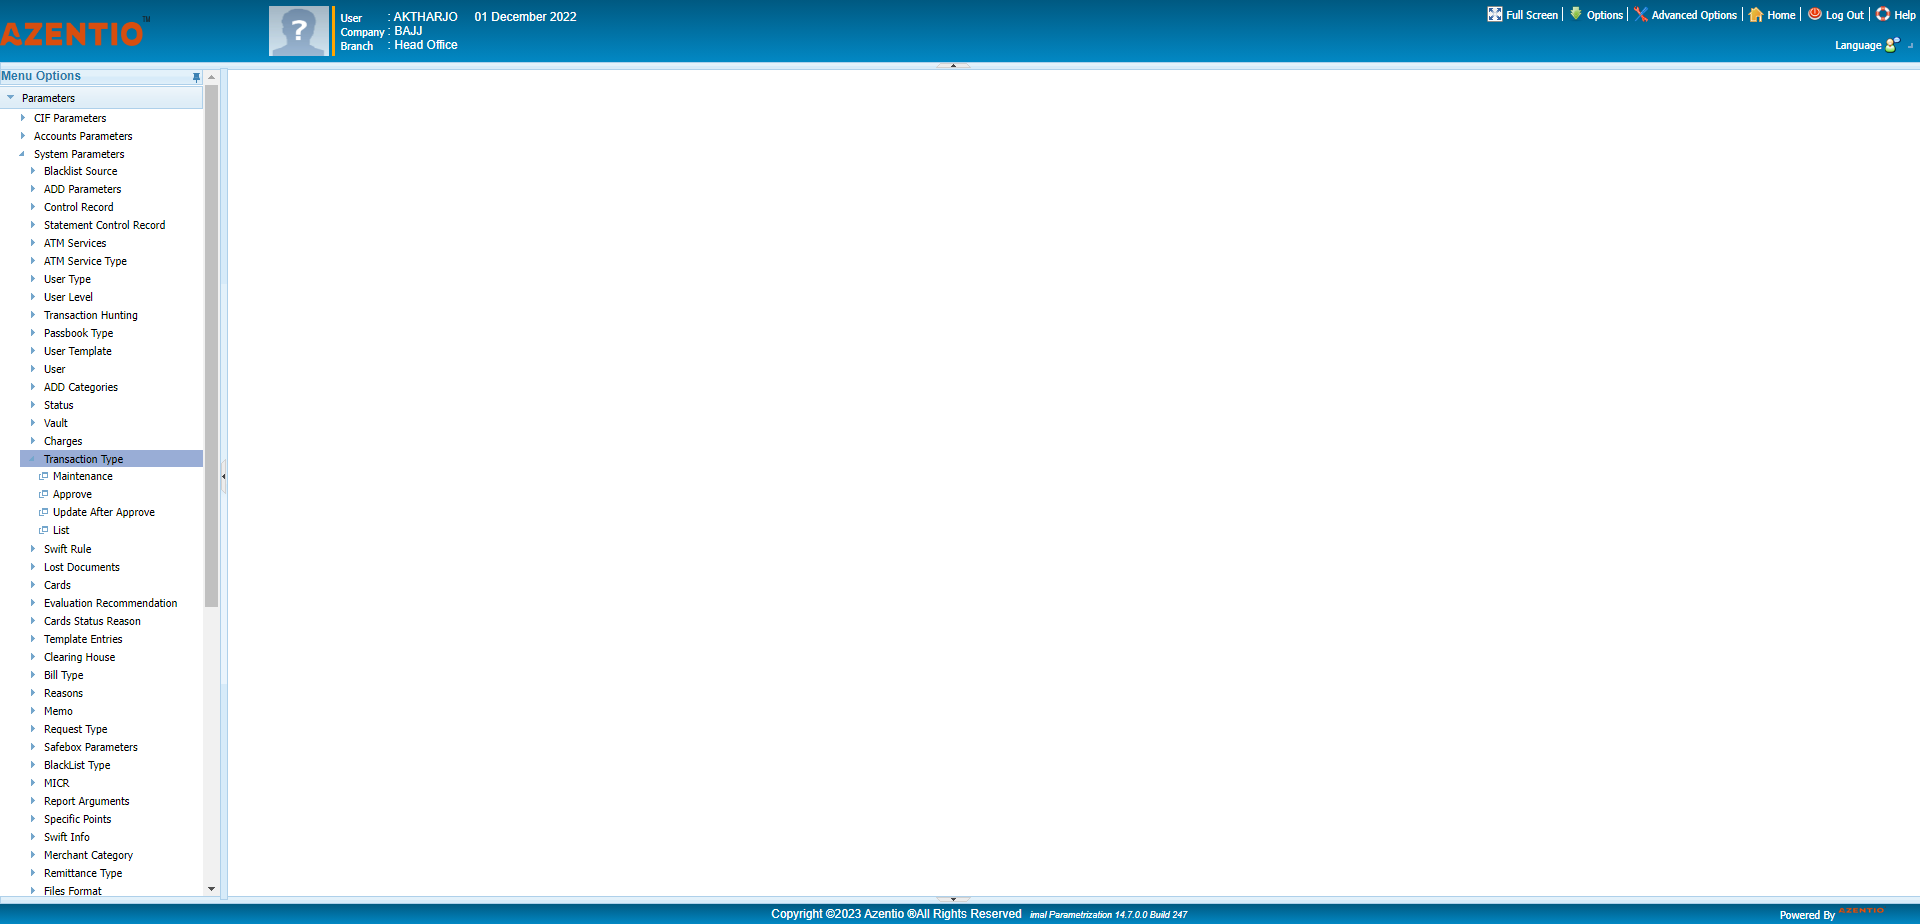 AZENTIO™
?
User : AKTHARJO 01 December 2022
Company : BAJJ
Branch : Head Office
Full Screen | Options | Advanced Options | Home | Log Out | Help
Language
Menu Options
Parameters
CIF Parameters
Accounts Parameters
System Parameters
Blacklist Source
ADD Parameters
Control Record
Statement Control Record
ATM Services
ATM Service Type
User Type
User Level
Transaction Hunting
Passbook Type
User Template
User
ADD Categories
Status
Vault
Charges
Transaction Type
Maintenance
Approve
Update After Approve
List
Swift Rule
Lost Documents
Cards
Evaluation Recommendation
Cards Status Reason
Template Entries
Clearing House
Bill Type
Reasons
Memo
Request Type
Safebox Parameters
BlackList Type
MICR
Report Arguments
Specific Points
Swift Info
Merchant Category
Remittance Type
Files Format
Copyright ©2023 Azentio ®All Rights Reserved imal Parametrization 14.7.0.0 Build 247
Powered By AZENTIO